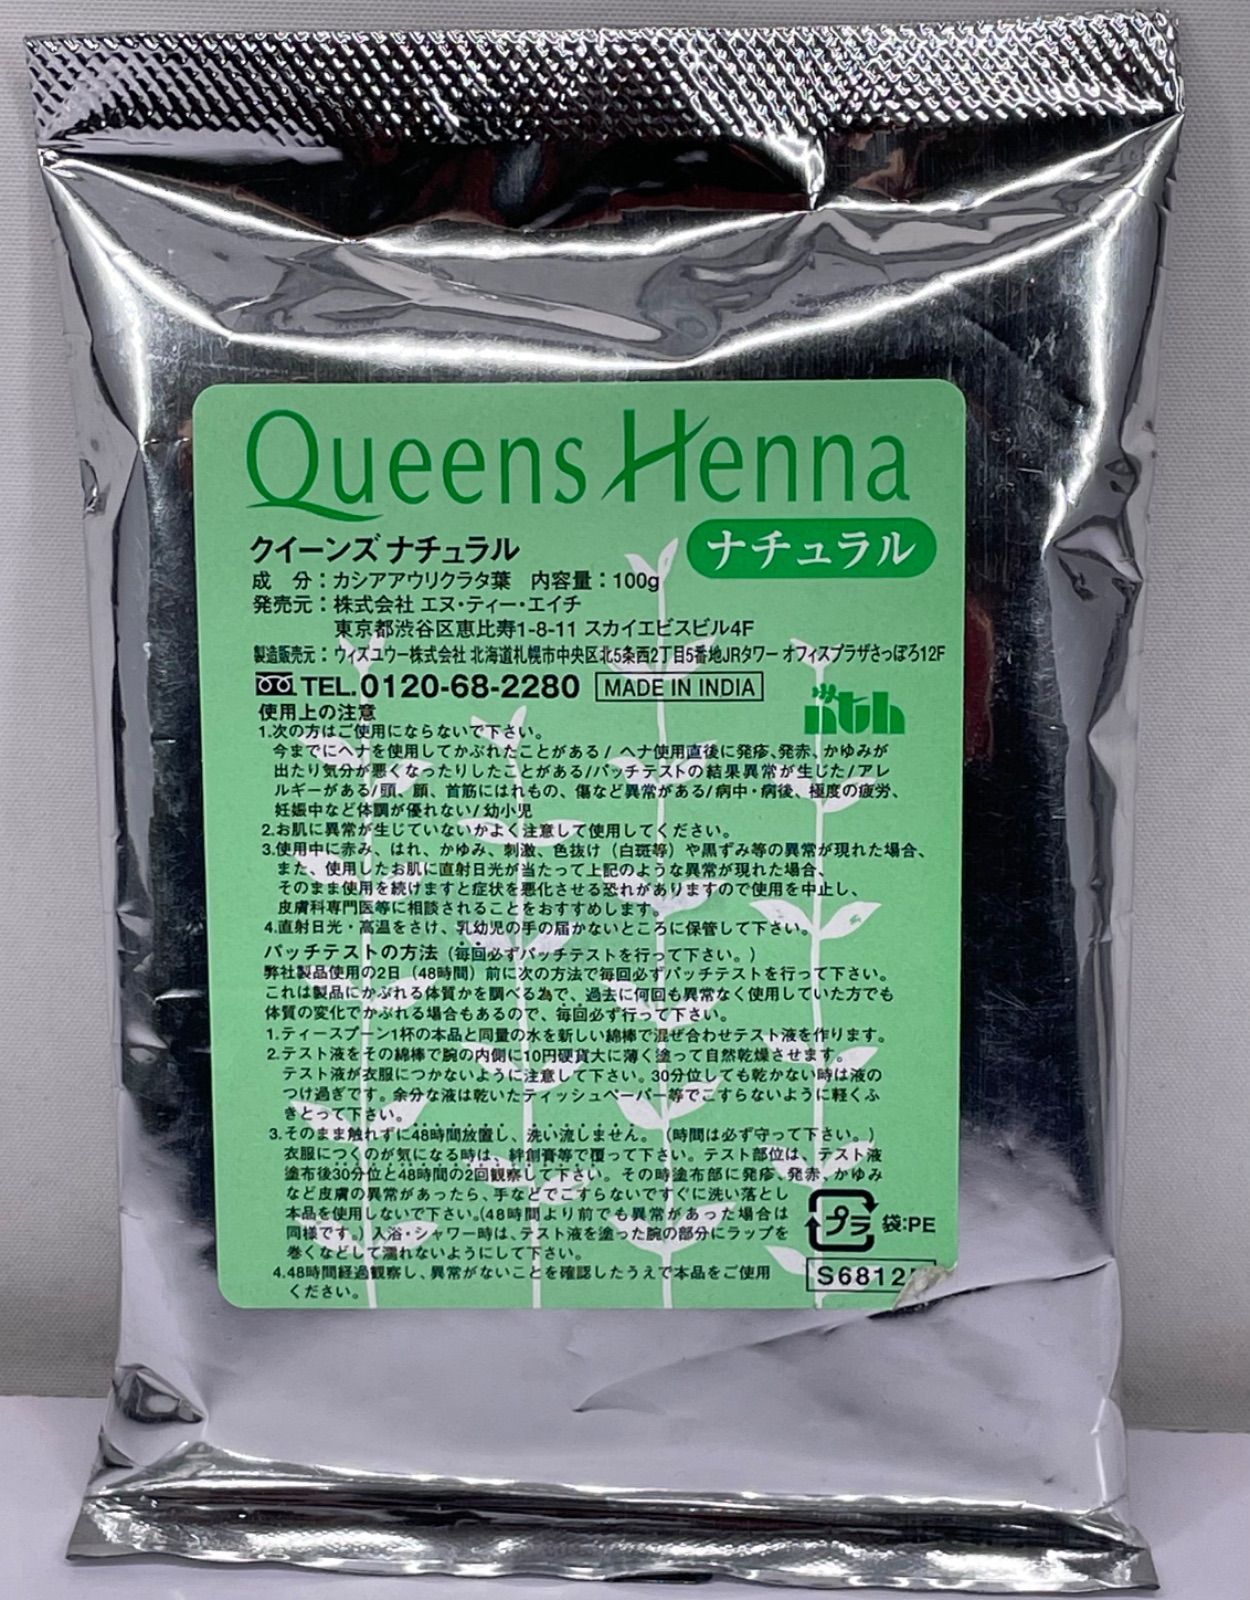 Queens Henna
ナチュラル
クイーンズ ナチュラル
成　分：カシアアウリクラタ葉　内容量：100g
発売元：株式会社 エヌ・ティー・エイチ
東京都渋谷区恵比寿1-8-11 スカイエビスビル4F
製造販売元：ウィズユウー株式会社 北海道札幌市中央区北5条西2丁目5番地JRタワー オフィスプラザさっぽろ12F
TEL.0120-68-2280 MADE IN INDIA
nth
使用上の注意
1.次の方はご使用にならないで下さい。
今までにヘナを使用してかぶれたことがある/ ヘナ使用直後に発疹、発赤、かゆみが
出たり気分が悪くなったりしたことがある/パッチテストの結果異常が生じた/アレ
ルギーがある/頭、顔、首筋にはれもの、傷など異常がある/病中・病後、極度の疲労、
妊娠中など体調が優れない/ 幼小児
2.お肌に異常が生じていないかよく注意して使用してください。
3.使用中に赤み、はれ、かゆみ、刺激、色抜け（白斑等）や黒ずみ等の異常が現れた場合、
また、使用したお肌に直射日光が当たって上記のような異常が現れた場合、
そのまま使用を続けますと症状を悪化させる恐れがありますので使用を中止し、
皮膚科専門医等に相談されることをおすすめします。
4.直射日光・高温をさけ、乳幼児の手の届かないところに保管して下さい。
パッチテストの方法（毎回必ずパッチテストを行って下さい。）
弊社製品使用の2日（48時間）前に次の方法で毎回必ずパッチテストを行って下さい。
これは製品にかぶれる体質かを調べる為で、過去に何回も異常なく使用していた方でも
体質の変化でかぶれる場合もあるので、毎回必ず行って下さい。
1.ティースプーン1杯の本品と同量の水を新しい綿棒で混ぜ合わせテスト液を作ります。
2.テスト液をその綿棒で腕の内側に10円硬貨大に薄く塗って自然乾燥させます。
テスト液が衣服につかないように注意して下さい。30分位しても乾かない時は液の
つけ過ぎです。余分な液は乾いたティッシュペーパー等でこすらないように軽くふ
きとって下さい。
3.そのまま触れずに48時間放置し、洗い流しません。（時間は必ず守って下さい。）
衣服につくのが気になる時は、絆創膏等で覆って下さい。テスト部位は、テスト液
塗布後30分位と48時間の2回観察して下さい。その時塗布部に発疹、発赤、かゆみ
など皮膚の異常があったら、手などでこすらないですぐに洗い落とし
本品を使用しないで下さい。(48時間より前でも異常があった場合は
同様です。) 入浴・シャワー時は、テスト液を塗った腕の部分にラップを
巻くなどして濡れないようにして下さい。
4.48時間経過観察し、異常がないことを確認したうえで本品をご使用
ください。
プラ 袋:PE
S6812